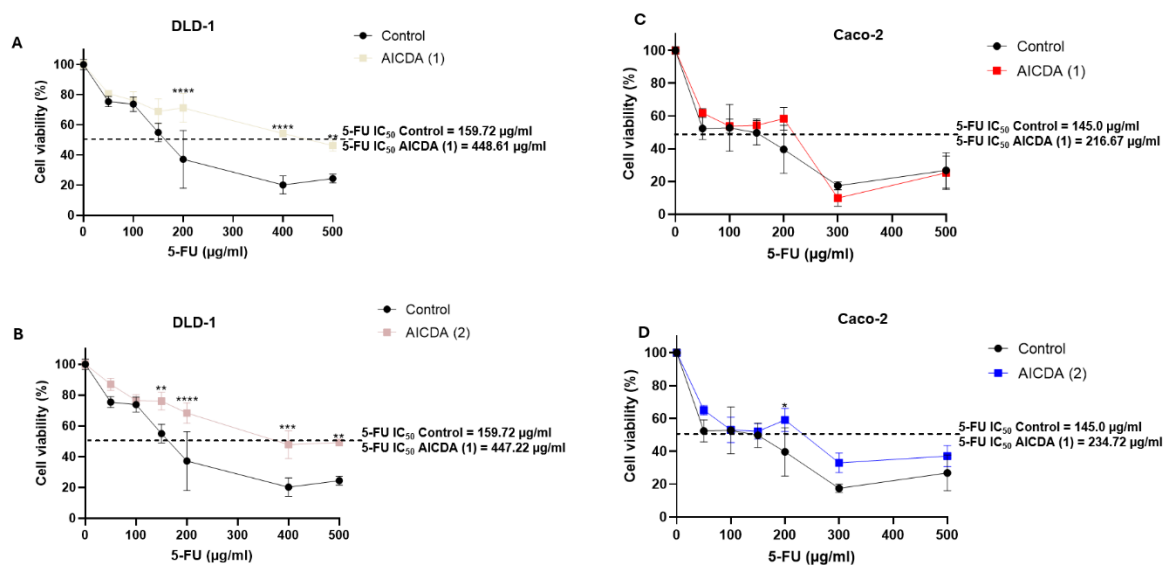 A
DLD-1
Control
AICDA (1)
Cell viability (%)
120
100
80
60
40
20
0
****
****
**
5-FU IC50 Control = 159.72 µg/ml
5-FU IC50 AICDA (1) = 448.61 µg/ml
0 100 200 300 400 500
5-FU (µg/ml)
C
Caco-2
Control
AICDA (1)
Cell viability (%)
120
100
80
60
40
20
0
5-FU IC50 Control = 145.0 µg/ml
5-FU IC50 AICDA (1) = 216.67 µg/ml
0 100 200 300 400 500
5-FU (µg/ml)
B
DLD-1
Control
AICDA (2)
Cell viability (%)
120
100
80
60
40
20
0
**
****
***
**
5-FU IC50 Control = 159.72 µg/ml
5-FU IC50 AICDA (1) = 447.22 µg/ml
0 100 200 300 400 500
5-FU (µg/ml)
D
Caco-2
Control
AICDA (2)
Cell viability (%)
120
100
80
60
40
20
0
*
5-FU IC50 Control = 145.0 µg/ml
5-FU IC50 AICDA (1) = 234.72 µg/ml
0 100 200 300 400 500
5-FU (µg/ml)